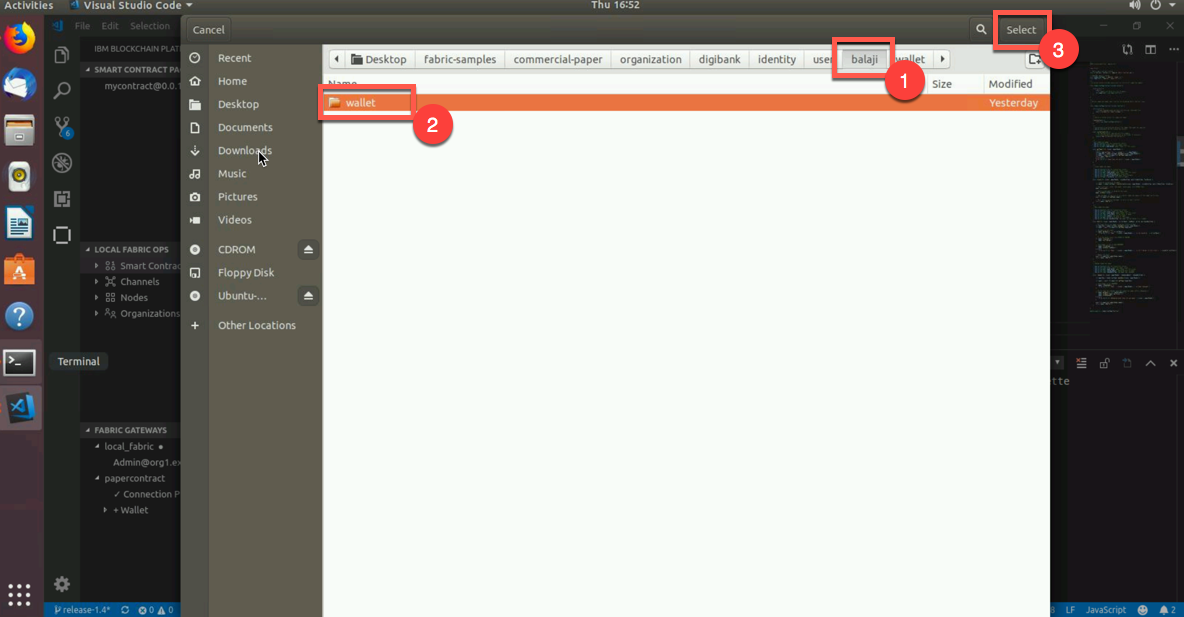 Activities Visual Studio Code Thu 16:52
File Edit Selection
Cancel Select 3
IBM BLOCKCHAIN PLAT
SMART CONTRACT PA
mycontract@0.0.1
Recent
Home
Desktop
Documents
Downloads
Music
Pictures
Videos
CDROM
Floppy Disk
Ubuntu-...
Other Locations
Desktop fabric-samples commercial-paper organization digibank identity user balaji wallet
1
Name Size Modified
wallet Yesterday
2
6
LOCAL FABRIC OPS
Smart Contrac
Channels
Nodes
Organizations
Terminal
tte
FABRIC GATEWAYS
local_fabric
Admin@org1.ex
papercontract
✓ Connection P
+ Wallet
release-1.4* 0 0 8 LF JavaScript 2